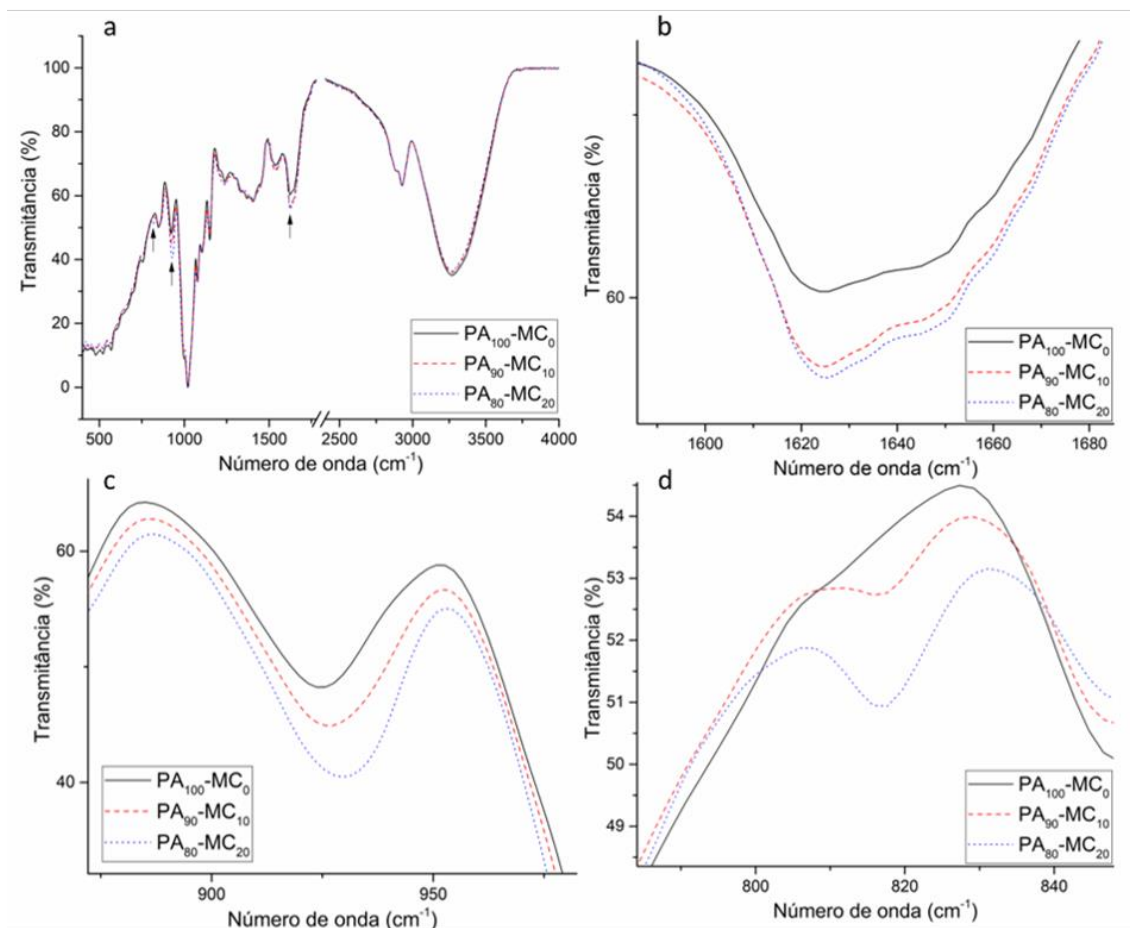 a
Transmitância (%)
100
80
60
40
20
0
PA₁₀₀-MC₀
PA₉₀-MC₁₀
PA₈₀-MC₂₀
500 1000 1500 2500 3000 3500 4000
Número de onda (cm⁻¹)
b
Transmitância (%)
60
PA₁₀₀-MC₀
PA₉₀-MC₁₀
PA₈₀-MC₂₀
1600 1620 1640 1660 1680
Número de onda (cm⁻¹)
c
Transmitância (%)
60
40
PA₁₀₀-MC₀
PA₉₀-MC₁₀
PA₈₀-MC₂₀
900 950
Número de onda (cm⁻¹)
d
Transmitância (%)
54
53
52
51
50
49
PA₁₀₀-MC₀
PA₉₀-MC₁₀
PA₈₀-MC₂₀
800 820 840
Número de onda (cm⁻¹)